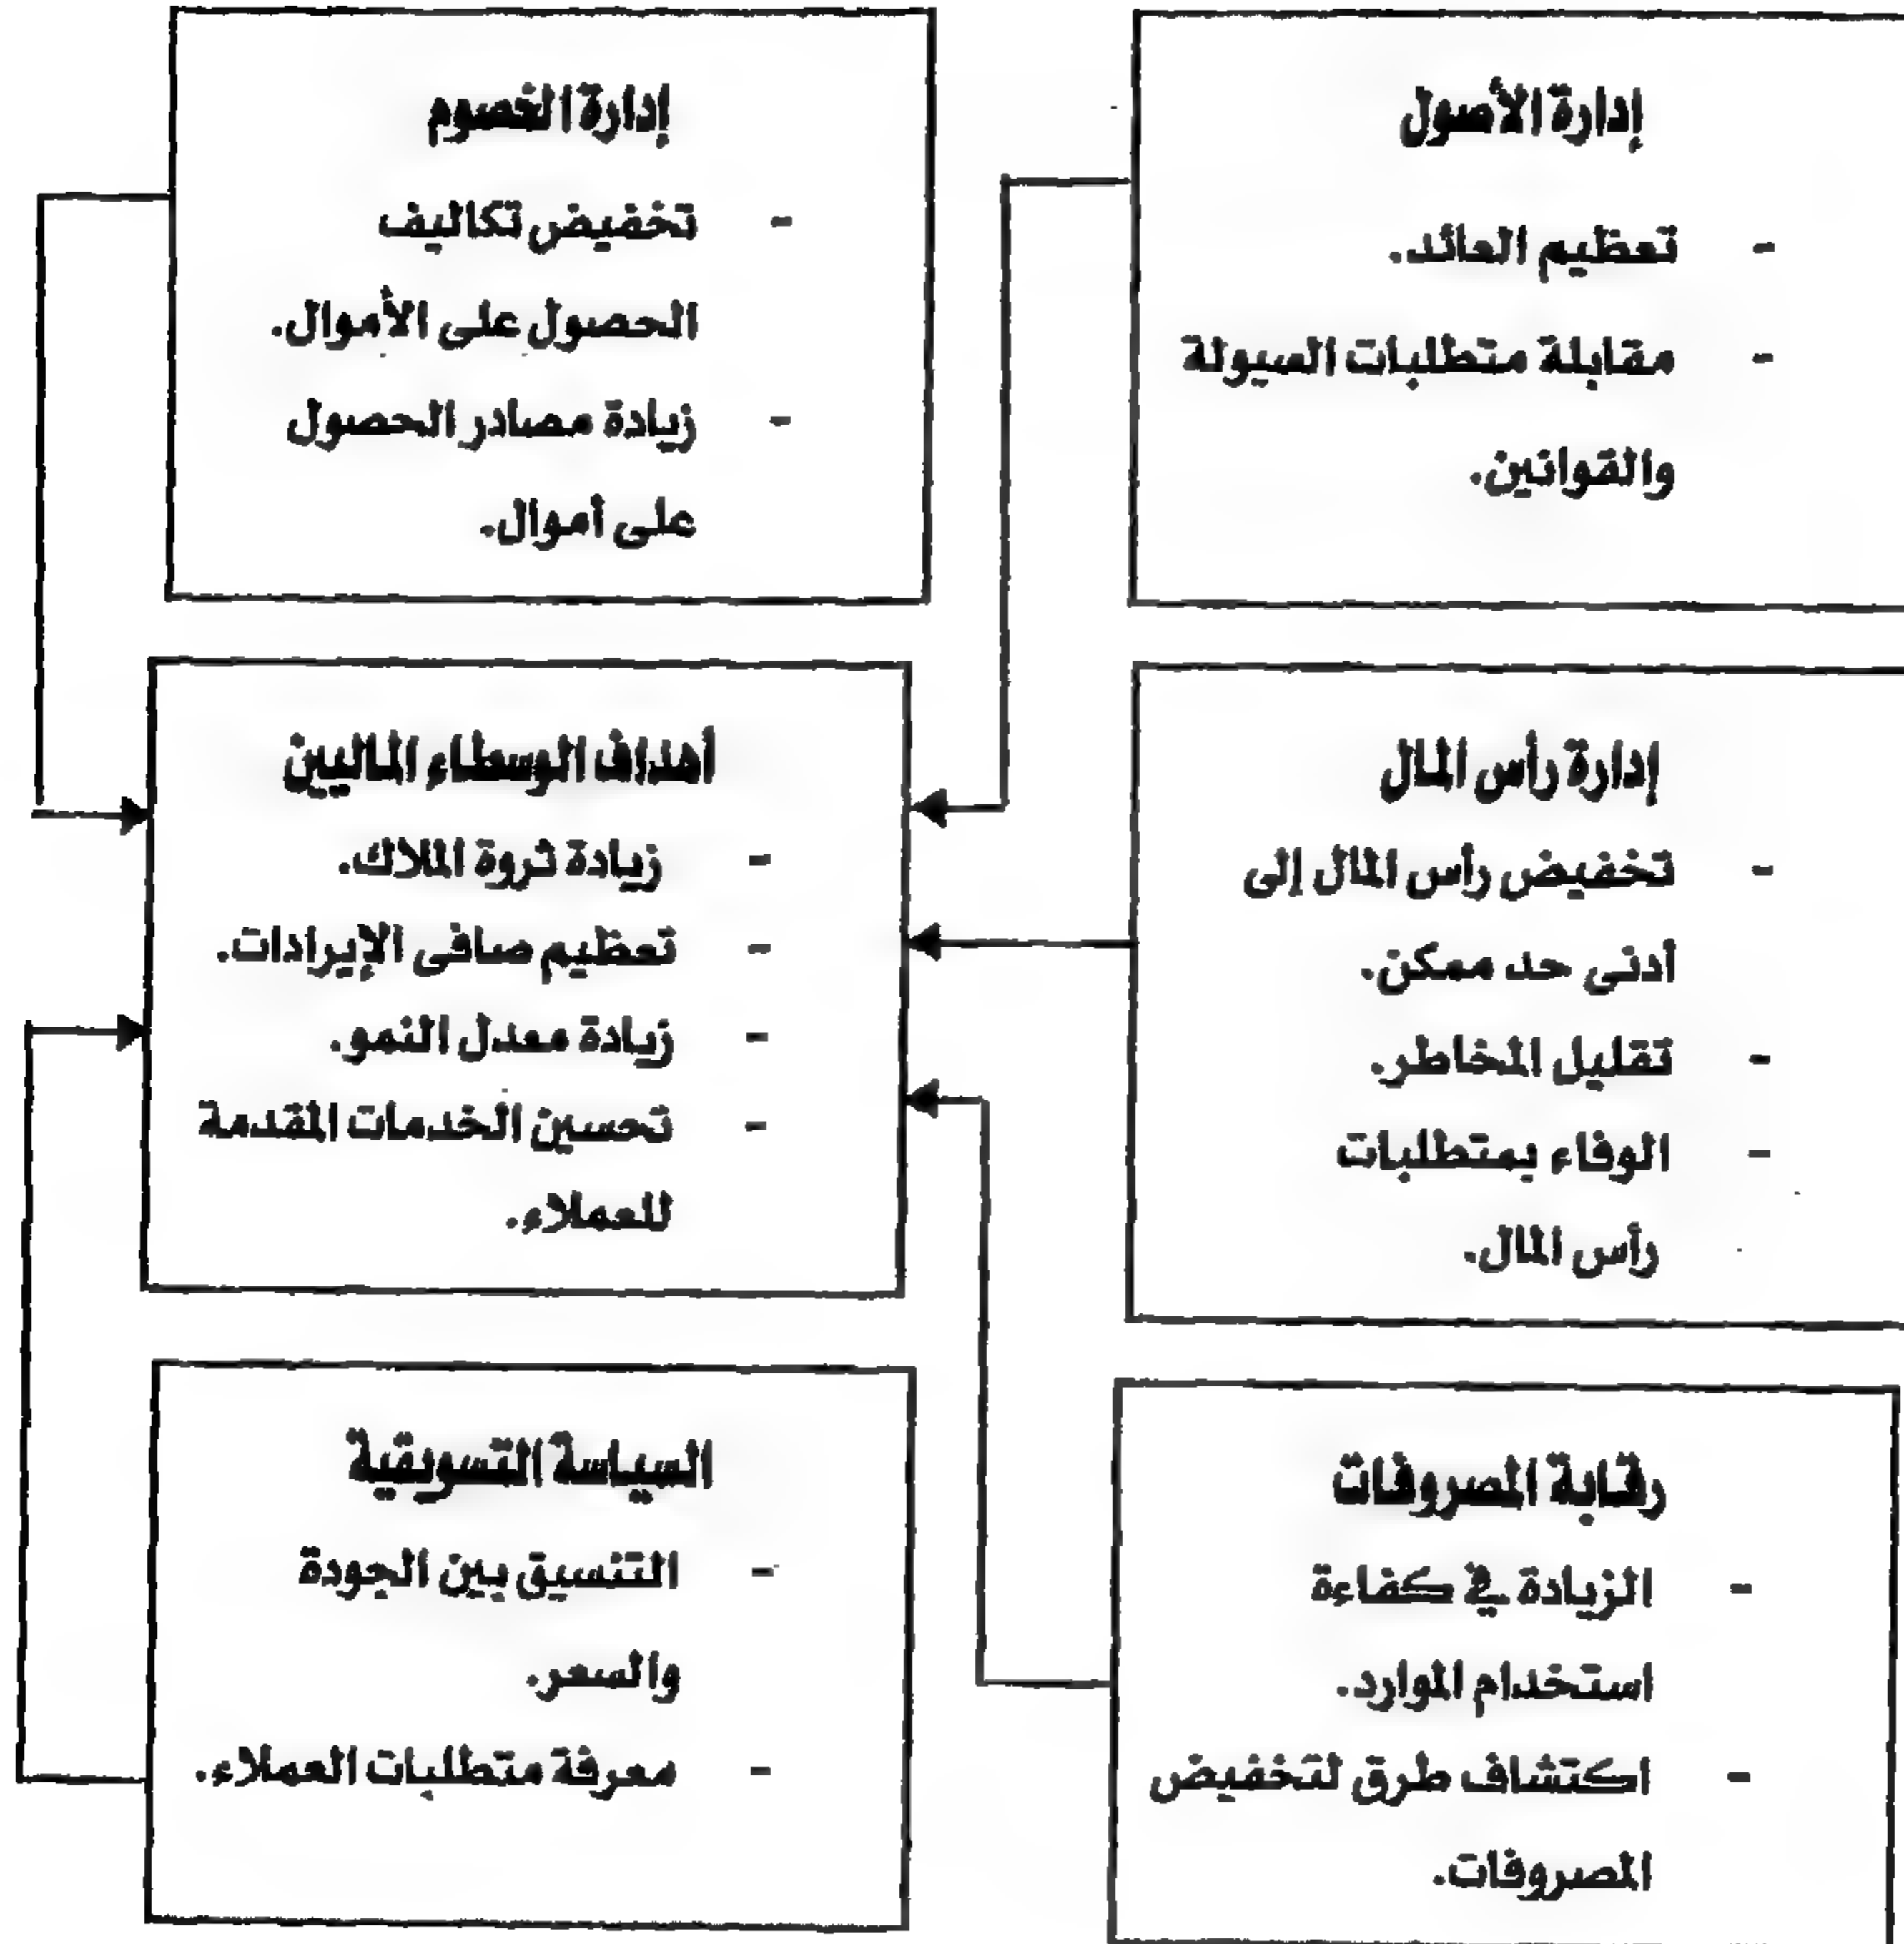 إدارة الأصول
- تعظيم العائد.
- مقابلة متطلبات السيولة
والقوانين.
إدارة الخصوم
- تخفيض تكاليف
الحصول على الأموال.
- زيادة مصادر الحصول
على أموال.
إدارة رأس المال
- تخفيض رأس المال إلى
أدنى حد ممكن.
- تقليل المخاطر.
- الوفاء بمتطلبات
رأس المال.
أهداف الوسطاء الماليين
- زيادة ثروة الملاك.
- تعظيم صافى الإيرادات.
- زيادة معدل النمو.
- تحسين الخدمات المقدمة
للعملاء.
رقابة المصروفات
- الزيادة في كفاءة
استخدام الموارد.
- اكتشاف طرق لتخفيض
المصروفات.
السياسة التسويقية
- التنسيق بين الجودة
والسعر.
- معرفة متطلبات العملاء.